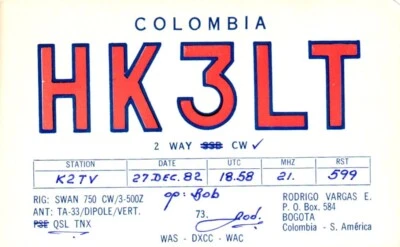 COLOMBIA
HK3LT
2 WAY SSB CW ✓
STATION DATE UTC MHZ RST
K2TV 27 DEC. 82 18.58 21. 599
RIG: SWAN 750 CW/3-500Z op: Bob RODRIGO VARGAS E.
ANT: TA-33/DIPOLE/VERT. P. O. Box. 584
PSE QSL TNX 73. Rod. BOGOTA
Colombia - S. América
WAS - DXCC - WAC